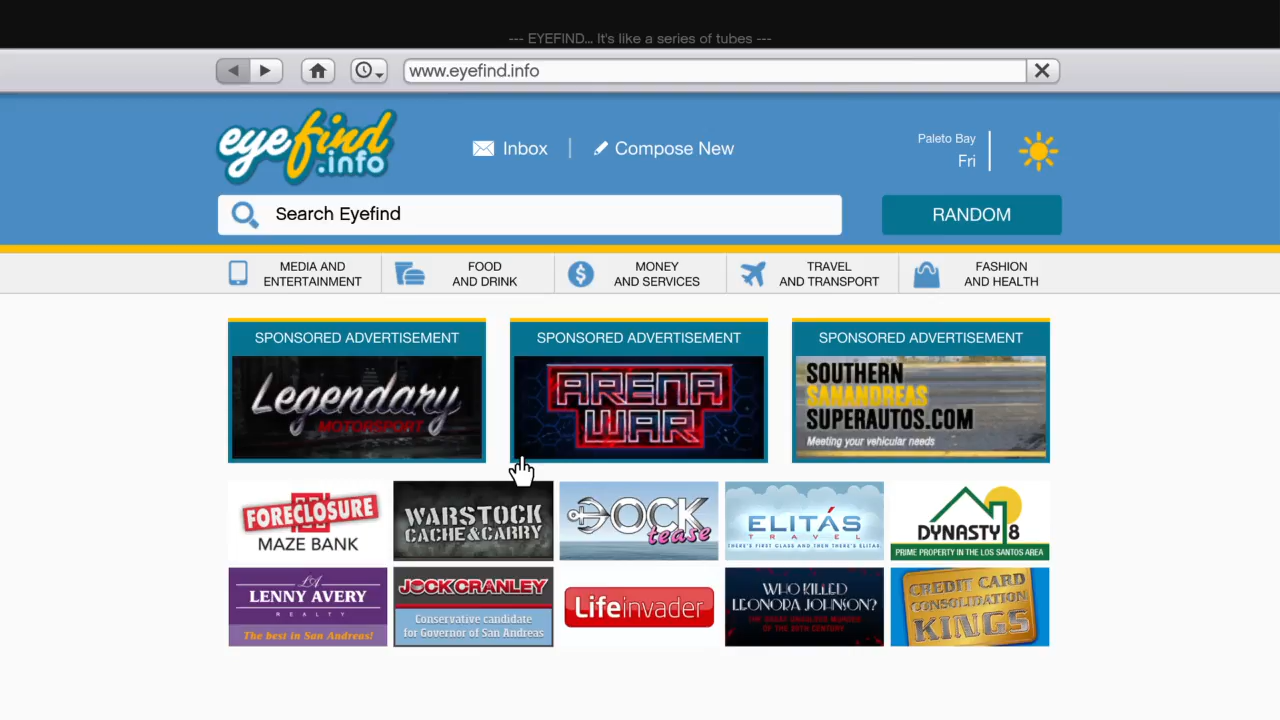 --- EYEFIND... It's like a series of tubes ---
www.eyefind.info
eyefind
.info
Inbox
Compose New
Paleto Bay
Fri
Search Eyefind
RANDOM
MEDIA AND
ENTERTAINMENT
FOOD
AND DRINK
MONEY
AND SERVICES
TRAVEL
AND TRANSPORT
FASHION
AND HEALTH
SPONSORED ADVERTISEMENT
Legendary
MOTORSPORT
SPONSORED ADVERTISEMENT
ARENA
WAR
SPONSORED ADVERTISEMENT
SOUTHERN
SANANDREAS
SUPERAUTOS.COM
Meeting your vehicular needs
FORECLOSURE
MAZE BANK
WARSTOCK
CACHE&CARRY
DOCK
tease
ELITÁS
TRAVEL
THERE'S FIRST CLASS AND THEN THERE'S ELITAS
DYNASTY 8
PRIME PROPERTY IN THE LOS SANTOS AREA
LA
LENNY AVERY
REALTY
The best in San Andreas!
JOCK CRANLEY
Conservative candidate
for Governor of San Andreas
Lifeinvader
WHO KILLED
LEONORA JOHNSON?
THE GREAT UNSOLVED MURDER
OF THE 20TH CENTURY
CREDIT CARD
CONSOLIDATION
KINGS